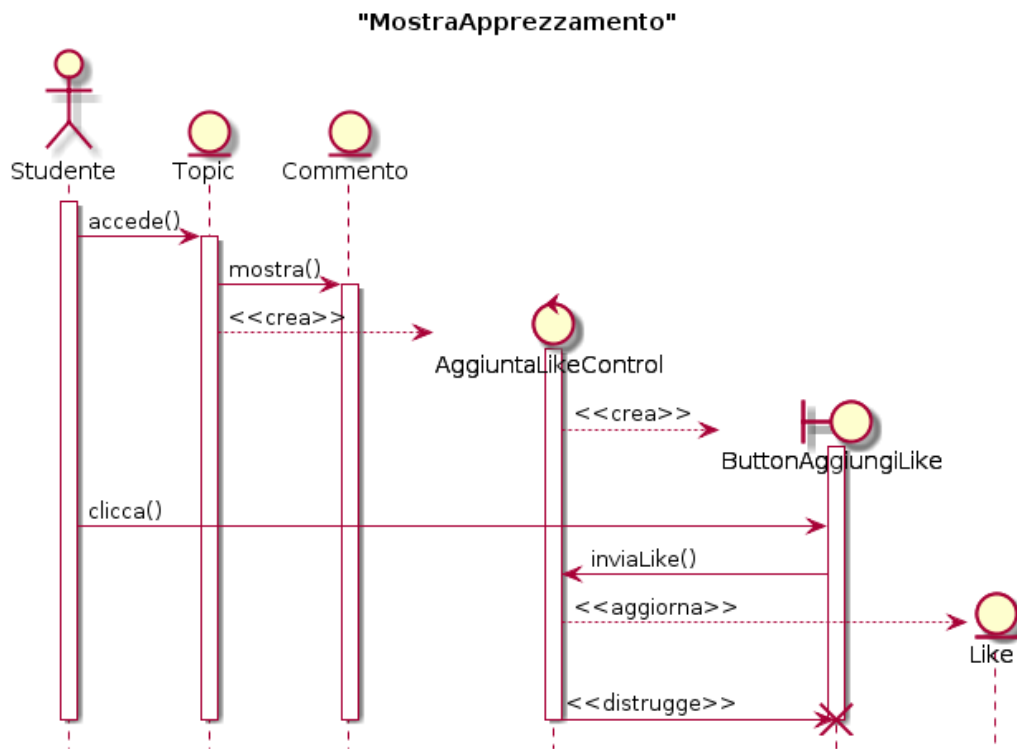 "MostraApprezzamento"
Studente
Topic
Commento
accede()
mostra()
<<crea>>
AggiuntaLikeControl
<<crea>>
ButtonAggiungiLike
clicca()
inviaLike()
<<aggiorna>>
Like
<<distrugge>>